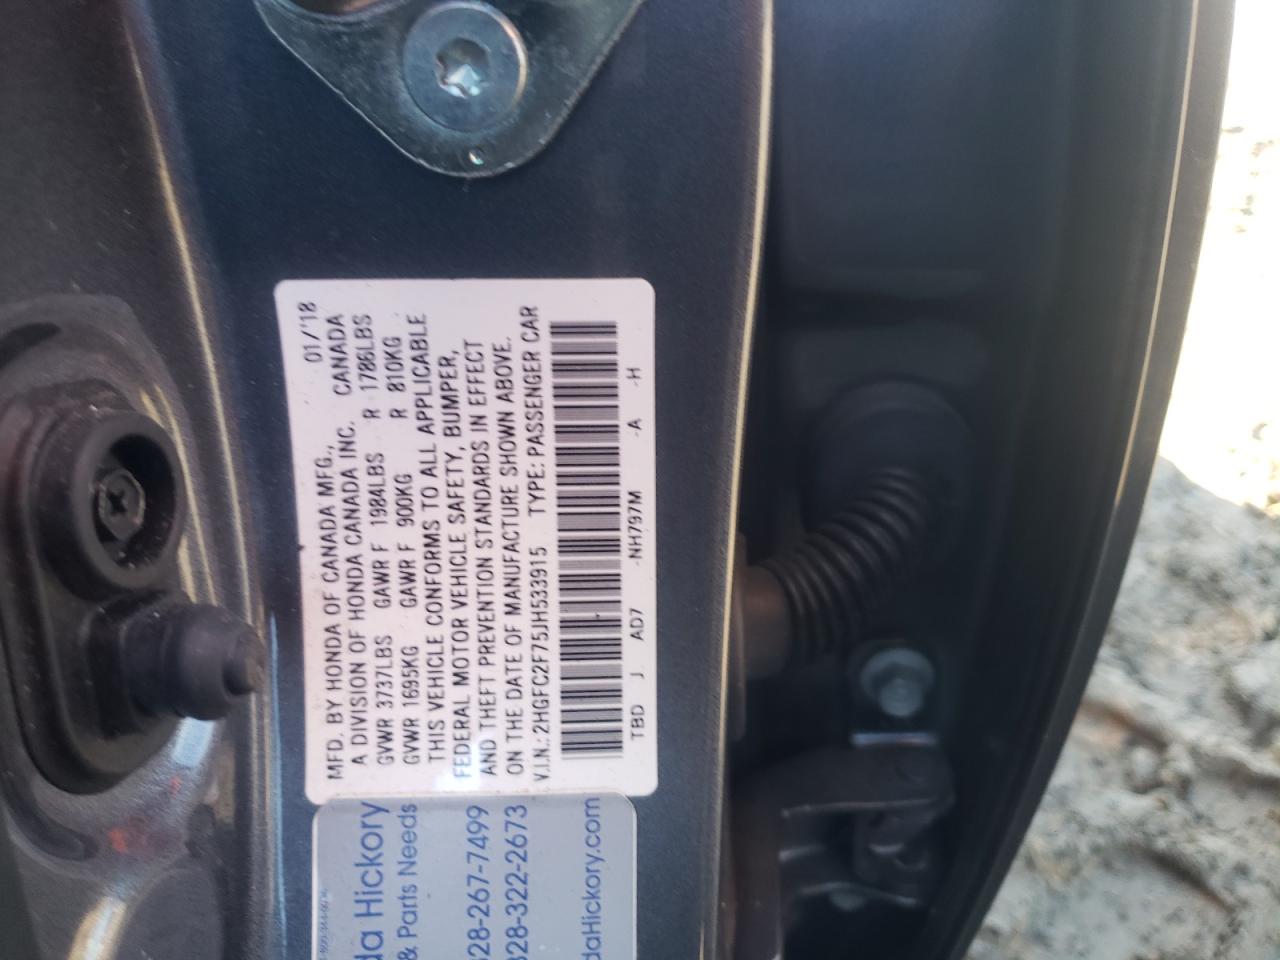 MFD. BY HONDA OF CANADA MFG., 01/'18
A DIVISION OF HONDA CANADA INC. CANADA
GVWR 3737LBS GAWR F 1984LBS R 1786LBS
GVWR 1695KG GAWR F 900KG R 810KG
THIS VEHICLE CONFORMS TO ALL APPLICABLE
FEDERAL MOTOR VEHICLE SAFETY, BUMPER,
AND THEFT PREVENTION STANDARDS IN EFFECT
ON THE DATE OF MANUFACTURE SHOWN ABOVE.
V.I.N.: 2HGFC2F75JH533915 TYPE: PASSENGER CAR
TBD J AD7 -NH797M -A -H
da Hickory
& Parts Needs
828-267-7499
828-322-2673
daHickory.com